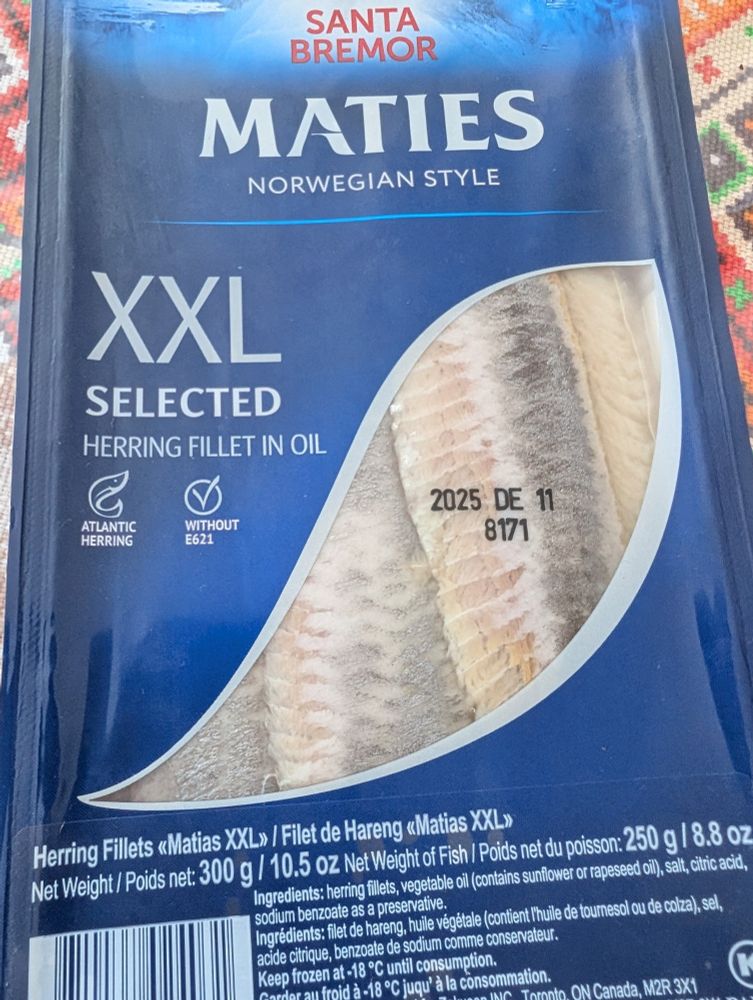 SANTA
BREMOR
MATIES
NORWEGIAN STYLE
XXL
SELECTED
HERRING FILLET IN OIL
ATLANTIC
HERRING
WITHOUT
E621
2025 DE 11
8171
Herring Fillets «Matias XXL» / Filet de Hareng «Matias XXL»
Net Weight / Poids net: 300 g / 10.5 oz Net Weight of Fish / Poids net du poisson: 250 g / 8.8 oz
Ingredients: herring fillets, vegetable oil (contains sunflower or rapeseed oil), salt, citric acid,
sodium benzoate as a preservative.
Ingrédients: filet de hareng, huile végétale (contient l'huile de tournesol ou de colza), sel,
acide citrique, benzoate de sodium comme conservateur.
Keep frozen at -18 °C until consumption.
Garder au froid à -18 °C juqu' à la consommation.
INC., Toronto, ON Canada, M2R 3X1
K